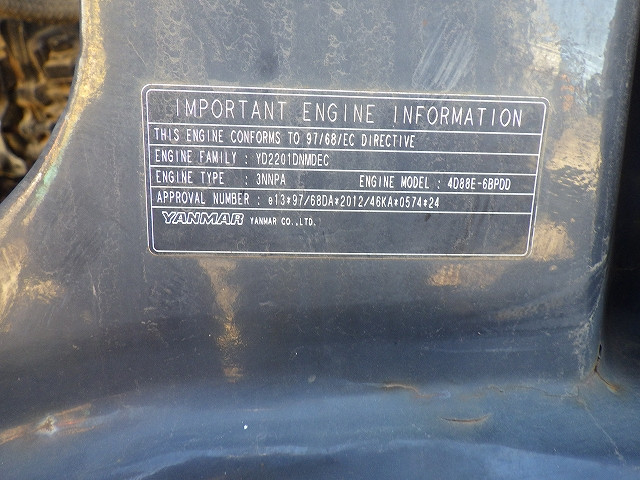 IMPORTANT ENGINE INFORMATION
THIS ENGINE CONFORMS TO 97/68/EC DIRECTIVE
ENGINE FAMILY : YD2201DNMDEC
ENGINE TYPE : 3NNPA ENGINE MODEL : 4D88E-6BPDD
APPROVAL NUMBER : e13*97/68DA*2012/46KA*0574*24
YANMAR YANMAR CO.,LTD.